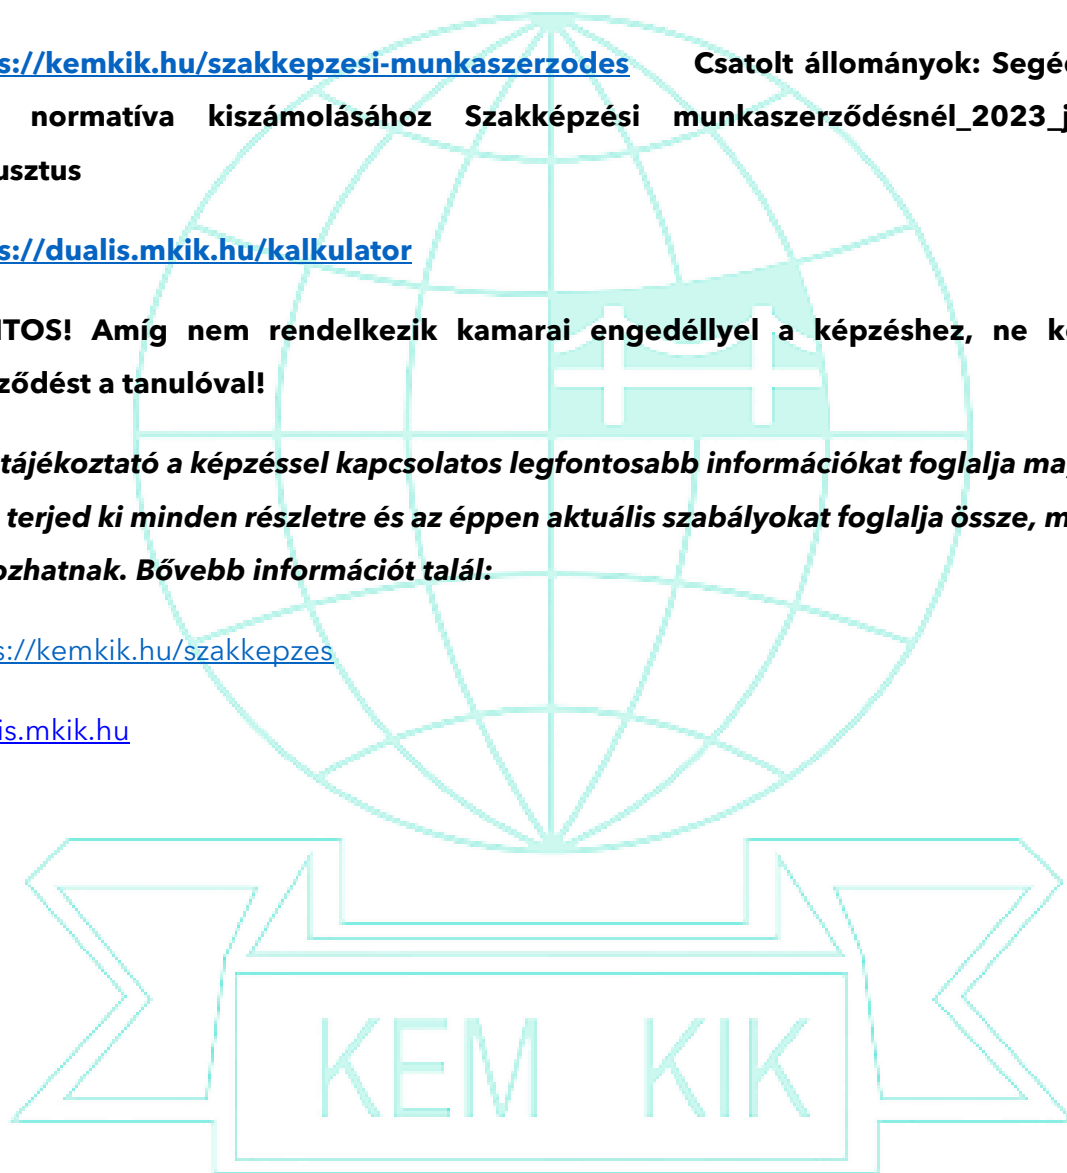 s://kemkik.hu/szakkepzesi-munkaszerzodes Csatolt állományok: Segé
normatíva kiszámolásához Szakképzési munkaszerződésnél_2023_j
usztus
s://dualis.mkik.hu/kalkulator
TOS! Amíg nem rendelkezik kamarai engedéllyel a képzéshez, ne k
ződést a tanulóval!
tájékoztató a képzéssel kapcsolatos legfontosabb információkat foglalja ma
terjed ki minden részletre és az éppen aktuális szabályokat foglalja össze, m
ozhatnak. Bővebb információt talál:
s://kemkik.hu/szakkepzes
is.mkik.hu
KEM KIK